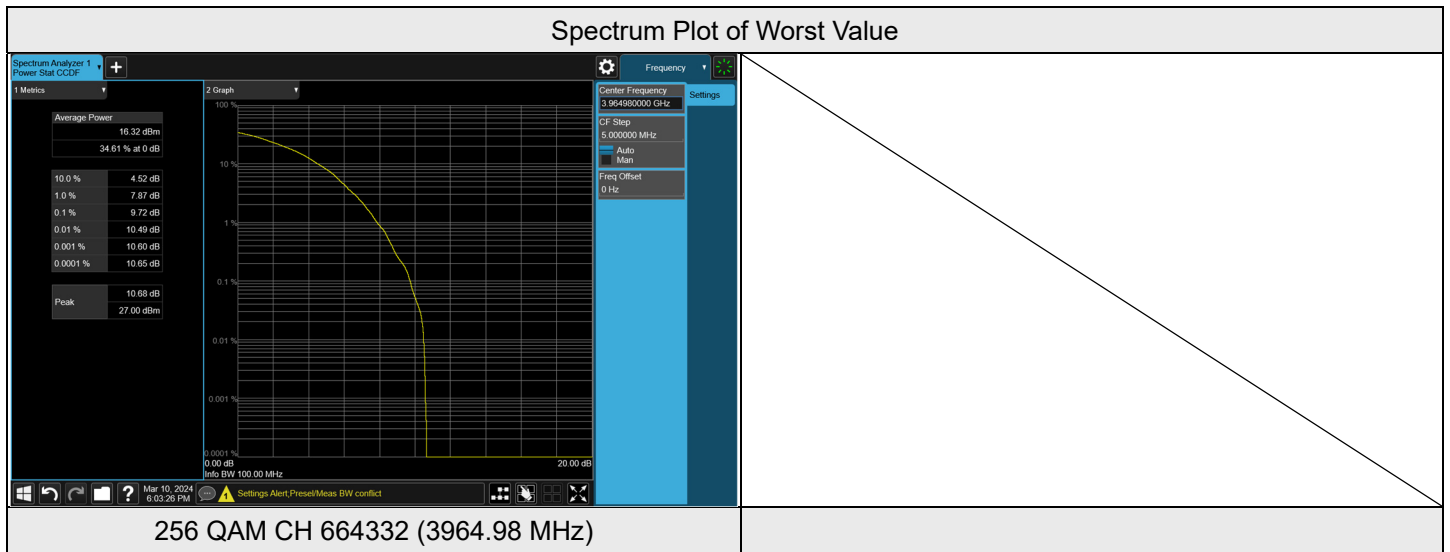 Spectrum Plot of Worst Value
Spectrum Analyzer 1
Power Stat CCDF
Frequency
1 Metrics
2 Graph
Average Power
16.32 dBm
34.61 % at 0 dB
10.0 % 4.52 dB
1.0 % 7.87 dB
0.1 % 9.72 dB
0.01 % 10.49 dB
0.001 % 10.60 dB
0.0001 % 10.65 dB
Peak 10.68 dB
27.00 dBm
100 %
10 %
1 %
0.1 %
0.01 %
0.001 %
0.0001 %
0.00 dB 20.00 dB
Info BW 100.00 MHz
Center Frequency
3.964980000 GHz
Settings
CF Step
5.000000 MHz
Auto
Man
Freq Offset
0 Hz
?
Mar 10, 2024
6:03:26 PM
1
Settings Alert;Presel/Meas BW conflict
256 QAM CH 664332 (3964.98 MHz)